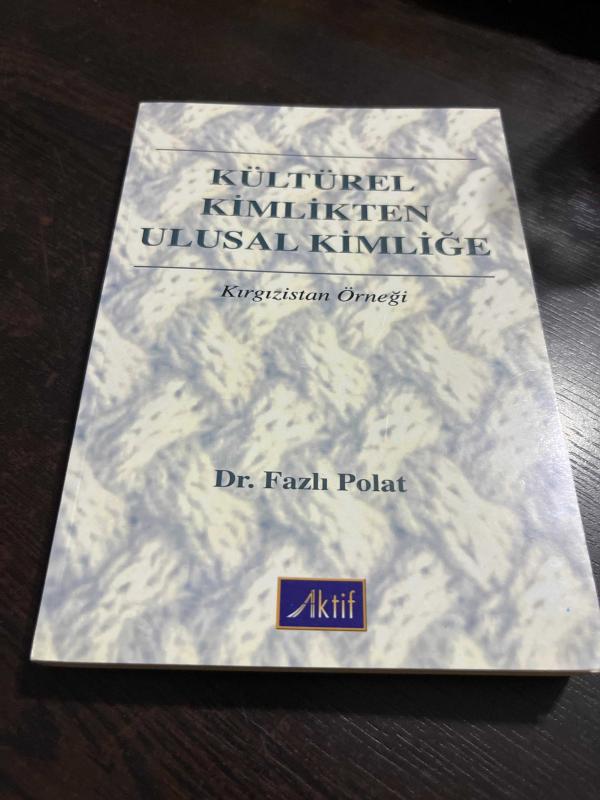 KÜLTÜREL
KİMLİKTEN
ULUSAL KİMLİĞE
Kırgızistan Örneği
Dr. Fazlı Polat
Aktif